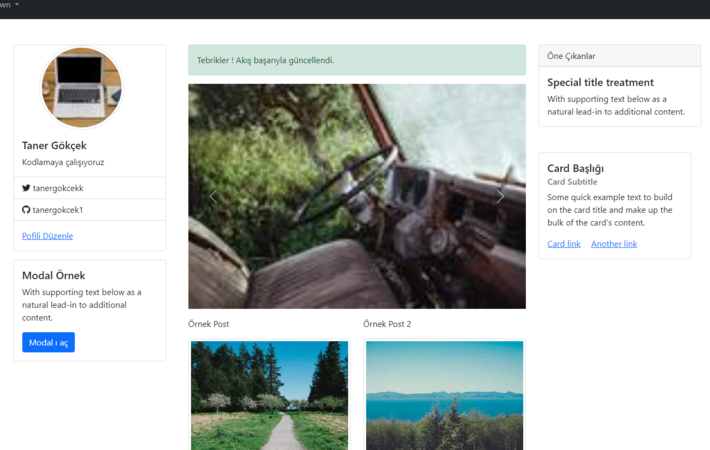 wn
Taner Gökçek
Kodlamaya çalışıyoruz
tanergokcekk
tanergokcek1
Pofili Düzenle
Modal Örnek
With supporting text below as a
natural lead-in to additional
content.
Modal ı aç
Tebrikler ! Akış başarıyla güncellendi.
Örnek Post
Örnek Post 2
Öne Çıkanlar
Special title treatment
With supporting text below as a
natural lead-in to additional content.
Card Başlığı
Card Subtitle
Some quick example text to build
on the card title and make up the
bulk of the card's content.
Card link Another link